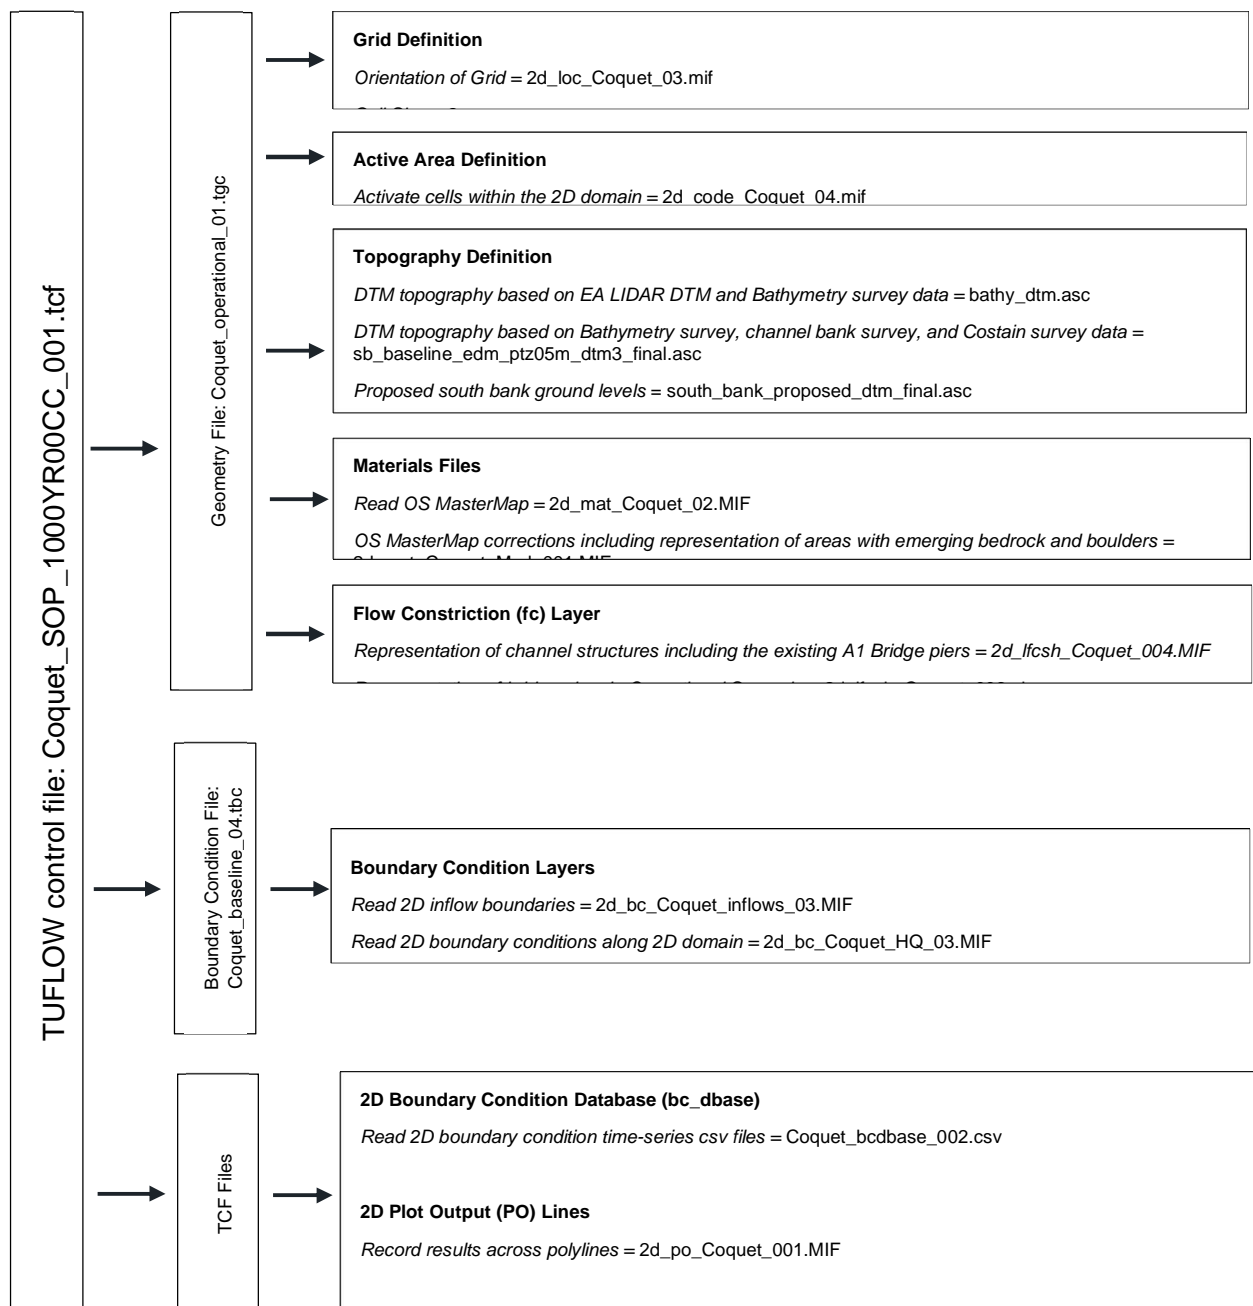 TUFLOW control file: Coquet_SOP_1000YR00CC_001.tcf
Geometry File: Coquet_operational_01.tgc
Grid Definition
Orientation of Grid = 2d_loc_Coquet_03.mif
Active Area Definition
Activate cells within the 2D domain = 2d_code_Coquet_04.mif
Topography Definition
DTM topography based on EA LIDAR DTM and Bathymetry survey data = bathy_dtm.asc
DTM topography based on Bathymetry survey, channel bank survey, and Costain survey data =
sb_baseline_edm_ptz05m_dtm3_final.asc
Proposed south bank ground levels = south_bank_proposed_dtm_final.asc
Materials Files
Read OS MasterMap = 2d_mat_Coquet_02.MIF
OS MasterMap corrections including representation of areas with emerging bedrock and boulders =
Flow Constriction (fc) Layer
Representation of channel structures including the existing A1 Bridge piers = 2d_lfcsh_Coquet_004.MIF
Boundary Condition File:
Coquet_baseline_04.tbc
Boundary Condition Layers
Read 2D inflow boundaries = 2d_bc_Coquet_inflows_03.MIF
Read 2D boundary conditions along 2D domain = 2d_bc_Coquet_HQ_03.MIF
TCF Files
2D Boundary Condition Database (bc_dbase)
Read 2D boundary condition time-series csv files = Coquet_bcdbase_002.csv
2D Plot Output (PO) Lines
Record results across polylines = 2d_po_Coquet_001.MIF